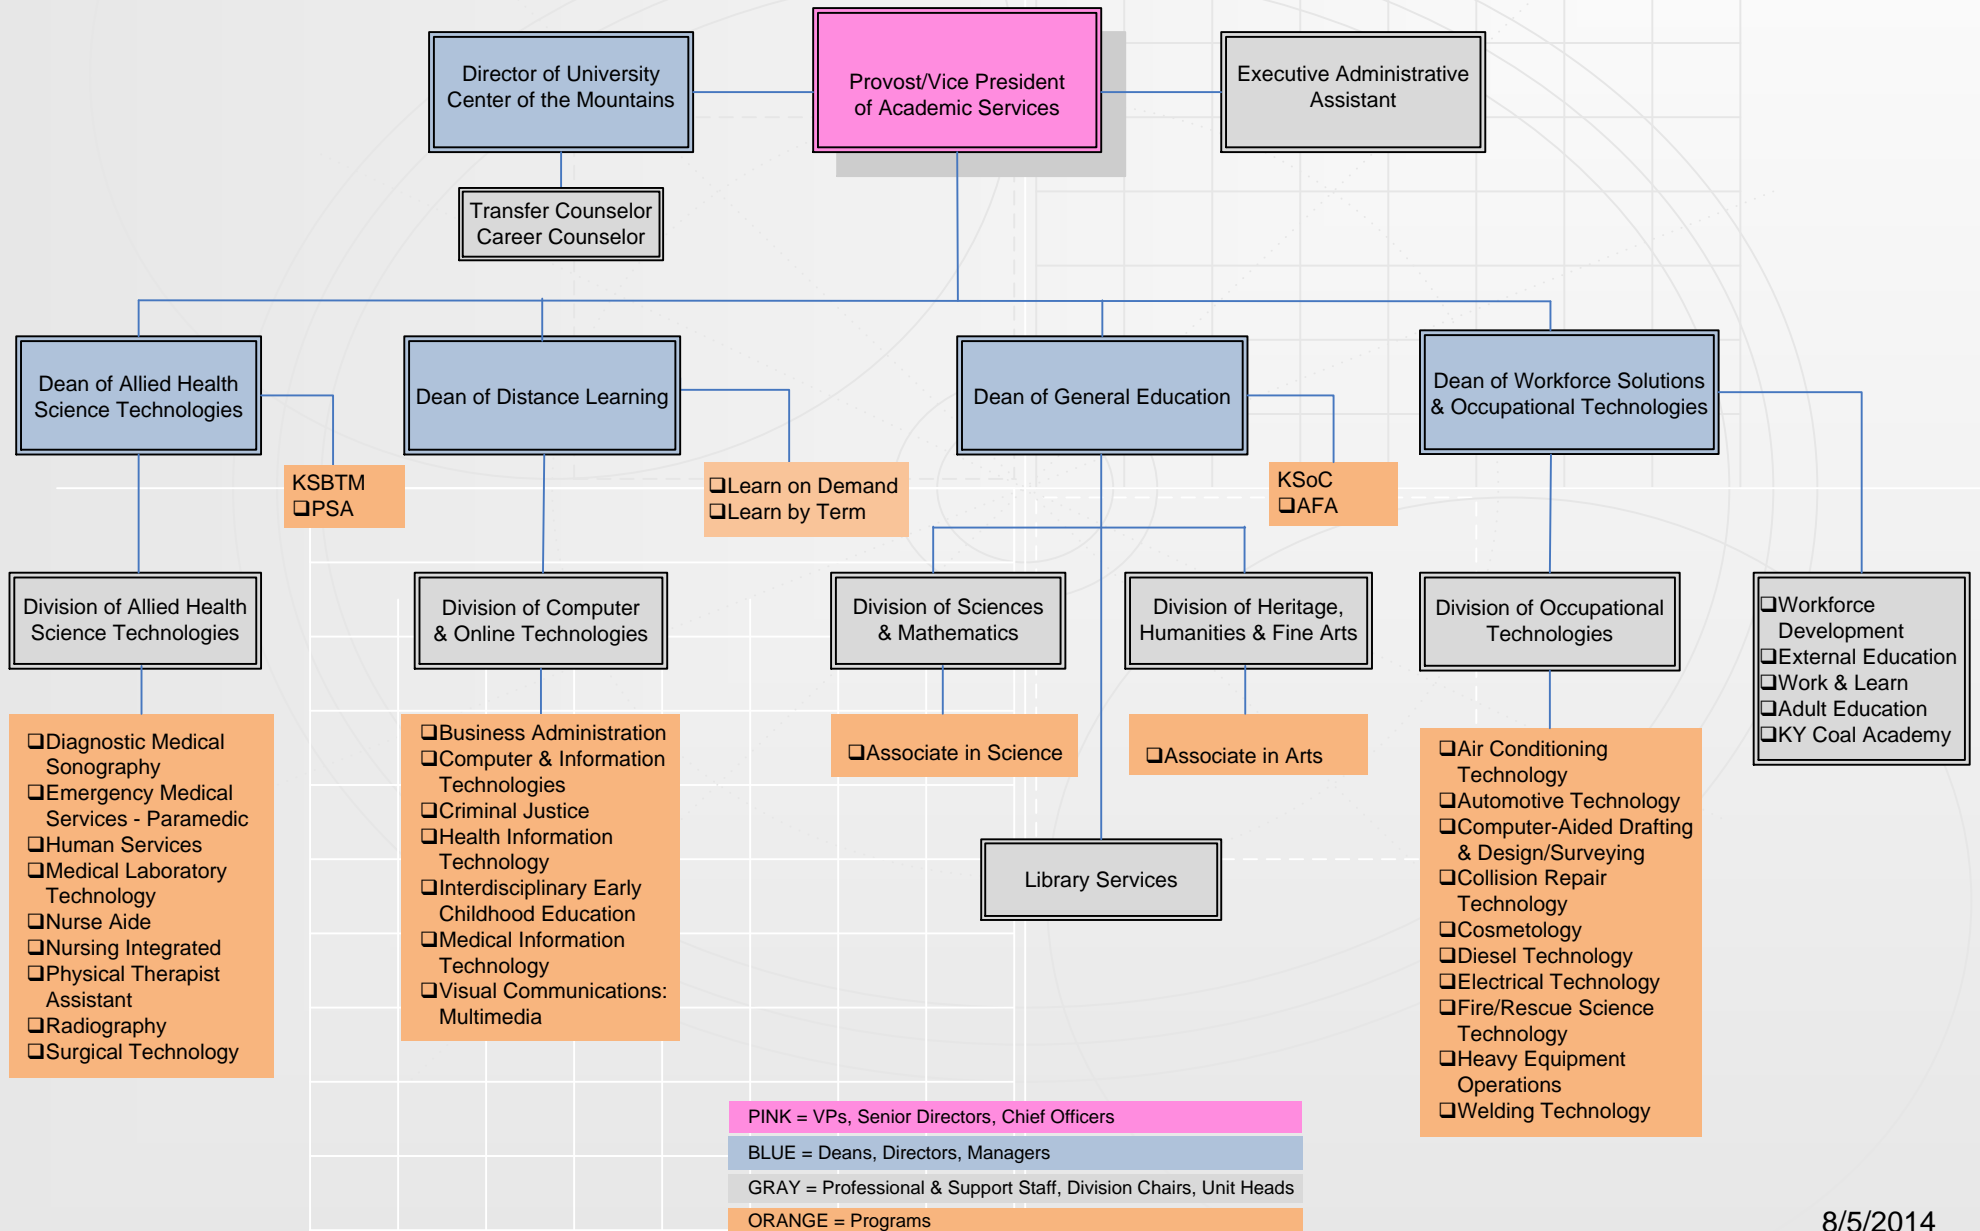 Director of University
Center of the Mountains
Provost/Vice President
of Academic Services
Executive Administrative
Assistant
Transfer Counselor
Career Counselor
Dean of Allied Health
Science Technologies
Dean of Distance Learning
Dean of General Education
Dean of Workforce Solutions
& Occupational Technologies
KSBTM
❑PSA
❑Learn on Demand
❑Learn by Term
KSoC
❑AFA
Division of Allied Health
Science Technologies
Division of Computer
& Online Technologies
Division of Sciences
& Mathematics
Division of Heritage,
Humanities & Fine Arts
Division of Occupational
Technologies
❑Workforce
Development
❑External Education
❑Work & Learn
❑Adult Education
❑KY Coal Academy
❑Diagnostic Medical
Sonography
❑Emergency Medical
Services - Paramedic
❑Human Services
❑Medical Laboratory
Technology
❑Nurse Aide
❑Nursing Integrated
❑Physical Therapist
Assistant
❑Radiography
❑Surgical Technology
❑Business Administration
❑Computer & Information
Technologies
❑Criminal Justice
❑Health Information
Technology
❑Interdisciplinary Early
Childhood Education
❑Medical Information
Technology
❑Visual Communications:
Multimedia
❑Associate in Science
❑Associate in Arts
❑Air Conditioning
Technology
❑Automotive Technology
❑Computer-Aided Drafting
& Design/Surveying
❑Collision Repair
Technology
❑Cosmetology
❑Diesel Technology
❑Electrical Technology
❑Fire/Rescue Science
Technology
❑Heavy Equipment
Operations
❑Welding Technology
Library Services
PINK = VPs, Senior Directors, Chief Officers
BLUE = Deans, Directors, Managers
GRAY = Professional & Support Staff, Division Chairs, Unit Heads
ORANGE = Programs
8/5/2014